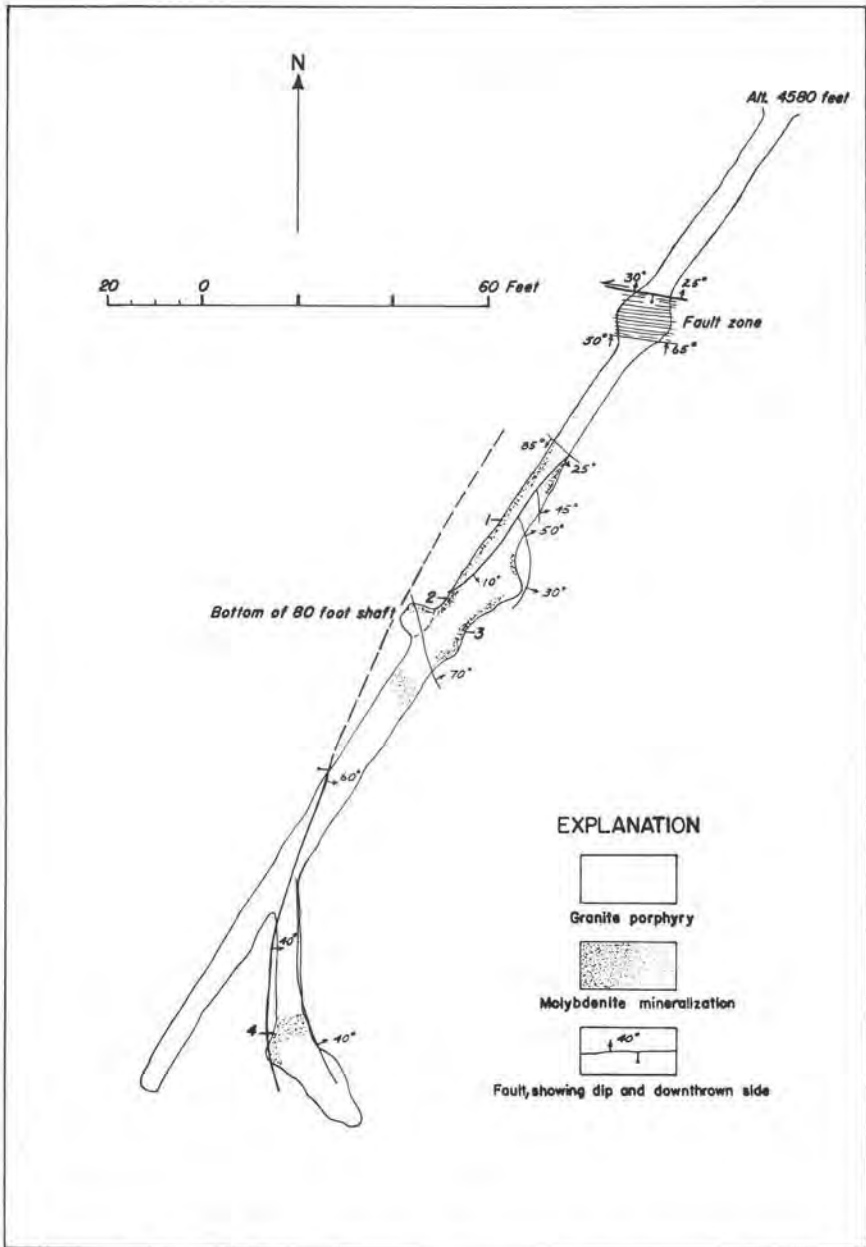 N
Alt. 4580 feet
20 0 60 Feet
30° 25°
Fault zone
30° 65°
35°
25°
1
45°
50°
10°
2
30°
Bottom of 80 foot shaft
3
70°
60°
40°
4
40°
EXPLANATION
Granite porphyry
Molybdenite mineralization
40°
Fault, showing dip and downthrown side